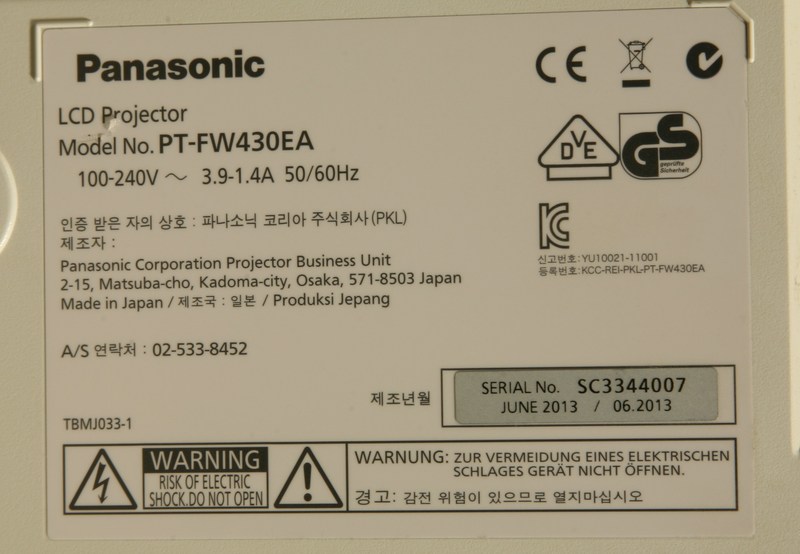 Panasonic
CE
LCD Projector
Model No. PT-FW430EA
100-240V ～ 3.9-1.4A 50/60Hz
DVE
GS
geprüfte
Sicherheit
인증 받은 자의 상호 : 파나소닉 코리아 주식회사(PKL)
제조자 :
Panasonic Corporation Projector Business Unit
2-15, Matsuba-cho, Kadoma-city, Osaka, 571-8503 Japan
Made in Japan / 제조국 : 일본 / Produksi Jepang
신고번호: YU10021-11001
등록번호: KCC-REI-PKL-PT-FW430EA
A/S 연락처 : 02-533-8452
제조년월
SERIAL No. SC3344007
JUNE 2013 / 06.2013
TBMJ033-1
WARNING
RISK OF ELECTRIC
SHOCK.DO NOT OPEN
WARNUNG: ZUR VERMEIDUNG EINES ELEKTRISCHEN
SCHLAGES GERÄT NICHT ÖFFNEN.
경고: 감전 위험이 있으므로 열지마십시오